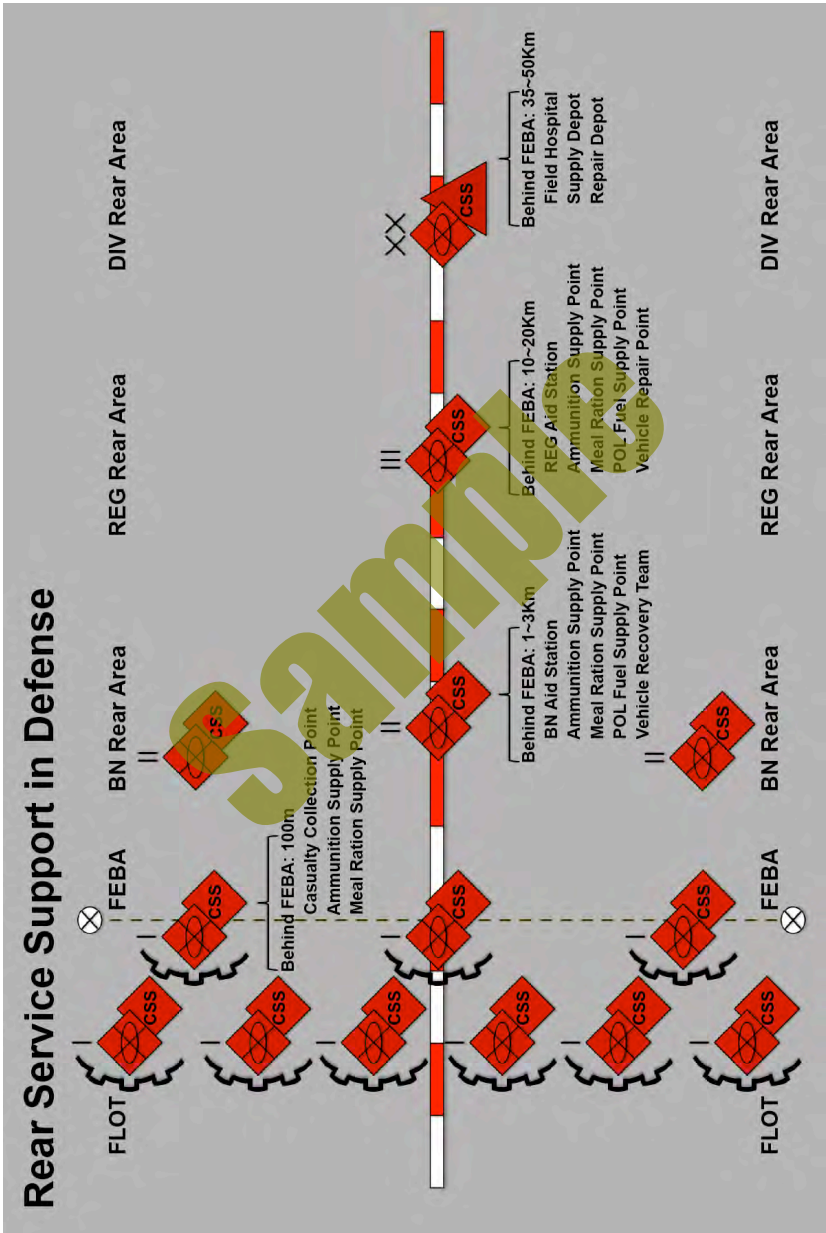 Rear Service Support in Defense
FLOT
FEBA
BN Rear Area
REG Rear Area
DIV Rear Area
CSS
CSS
CSS
CSS
Behind FEBA: 100m
Casualty Collection Point
Ammunition Supply Point
Meal Ration Supply Point
CSS
CSS
CSS
CSS
CSS
CSS
Behind FEBA: 1~3Km
BN Aid Station
Ammunition Supply Point
Meal Ration Supply Point
POL Fuel Supply Point
Vehicle Recovery Team
Behind FEBA: 10~20Km
REG Aid Station
Ammunition Supply Point
Meal Ration Supply Point
POL Fuel Supply Point
Vehicle Repair Point
Behind FEBA: 35~50Km
Field Hospital
Supply Depot
Repair Depot
CSS
CSS
CSS
CSS
FLOT
FEBA
BN Rear Area
REG Rear Area
DIV Rear Area
Sample